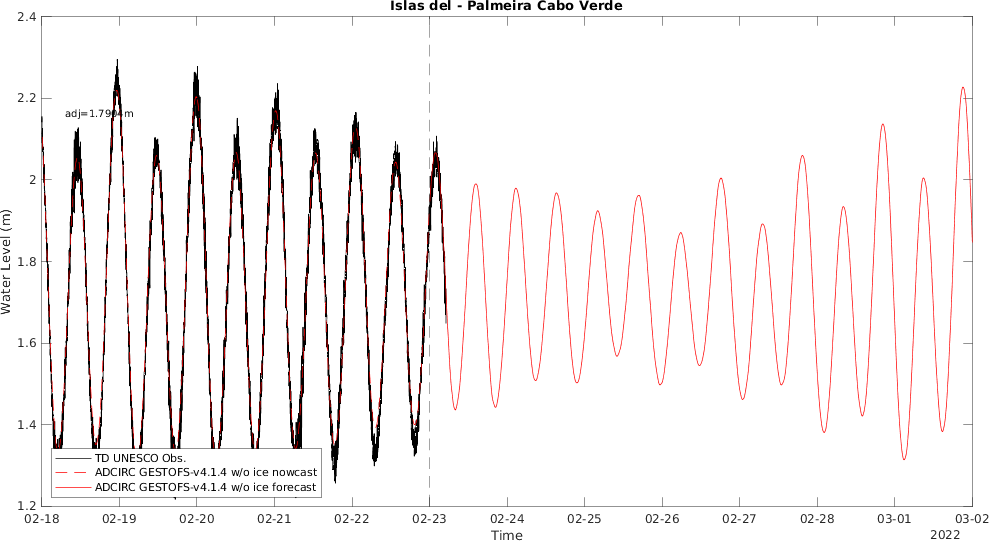 Islas del - Palmeira Cabo Verde
2.4
2.2
2
1.8
1.6
1.4
1.2
Water Level (m)
TD UNESCO Obs.
ADCIRC GESTOFS-v4.1.4 w/o ice nowcast
ADCIRC GESTOFS-v4.1.4 w/o ice forecast
02-18 02-19 02-20 02-21 02-22 02-23 02-24 02-25 02-26 02-27 02-28 03-01 03-02
Time
2022